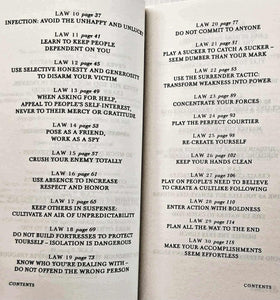 LAW 10 page 37
INFECTION: AVOID THE UNHAPPY AND UNLUCKY
LAW 11 page 41
LEARN TO KEEP PEOPLE
DEPENDENT ON YOU
LAW 12 page 45
USE SELECTIVE HONESTY AND GENEROSITY
TO DISARM YOUR VICTIM
LAW 13 page 49
WHEN ASKING FOR HELP,
APPEAL TO PEOPLE'S SELF-INTEREST,
NEVER TO THEIR MERCY OR GRATITUDE
LAW 14 page 53
POSE AS A FRIEND,
WORK AS A SPY
LAW 15 page 57
CRUSH YOUR ENEMY TOTALLY
LAW 16 page 61
USE ABSENCE TO INCREASE
RESPECT AND HONOR
LAW 17 page 65
KEEP OTHERS IN SUSPENSE:
CULTIVATE AN AIR OF UNPREDICTABILITY
LAW 18 page 69
DO NOT BUILD FORTRESSES TO PROTECT
YOURSELF – ISOLATION IS DANGEROUS
LAW 19 page 73
KNOW WHO YOU'RE DEALING WITH –
DO NOT OFFEND THE WRONG PERSON
CONTENTS
LAW 20 page 77
DO NOT COMMIT TO ANYONE
LAW 21 page
PLAY A SUCKER TO CATCH A SUCKER –
SEEM DUMBER THAN YOUR MARK
LAW 22 page
USE THE SURRENDER TACTIC:
TRANSFORM WEAKNESS INTO POWER
LAW 23 page 89
CONCENTRATE YOUR FORCES
LAW 24 page
PLAY THE PERFECT COURTIER
LAW 25 page 98
RE-CREATE YOURSELF
LAW 26 page 102
KEEP YOUR HANDS CLEAN
LAW 27 page 106
PLAY ON PEOPLE'S NEED TO BELIEVE
TO CREATE A CULTLIKE FOLLOWING
LAW 28 page 110
ENTER ACTION WITH BOLDNESS
LAW 29 page 114
PLAN ALL THE WAY TO THE END
LAW 30 page 118
MAKE YOUR ACCOMPLISHMENTS
SEEM EFFORTLESS
CONTENTS